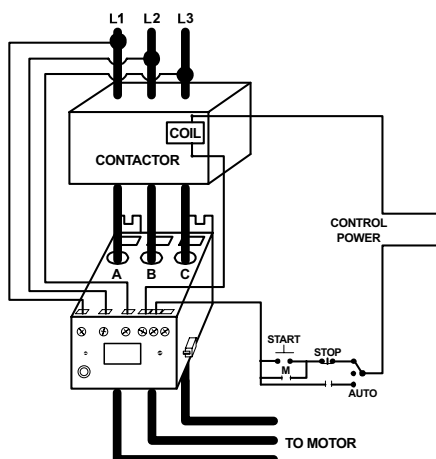 L1 L2 L3
COIL
CONTACTOR
CONTROL
POWER
A B C
START
STOP
M
AUTO
TO MOTOR